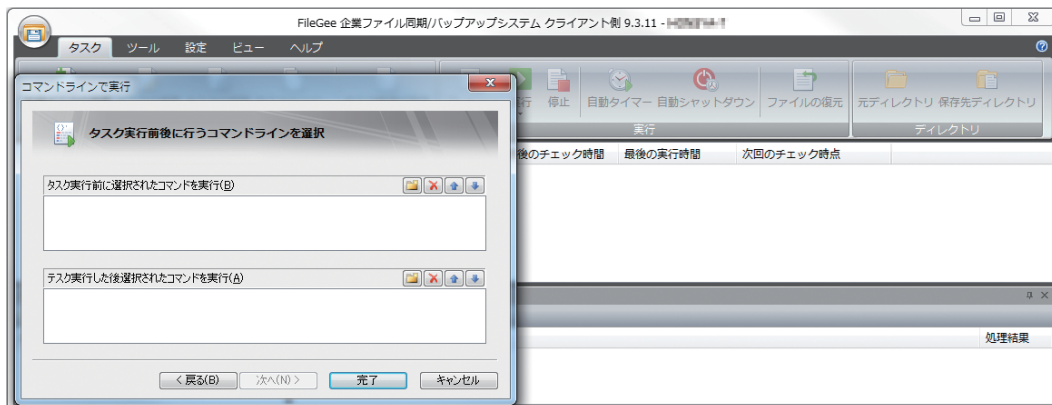 FileGee 企業ファイル同期/バップアップシステム クライアント側 9.3.11 -
タスク ツール 設定 ビュー ヘルプ
停止 自動タイマー 自動シャットダウン ファイルの復元 元ディレクトリ 保存先ディレクトリ
実行 ディレクトリ
後のチェック時間 最後の実行時間 次回のチェック時点
コマンドラインで実行
タスク実行前後に行うコマンドラインを選択
タスク実行前に選択されたコマンドを実行(B)
テスク実行した後選択されたコマンドを実行(A)
処理結果
< 戻る(B) 次へ(N) > 完了 キャンセル